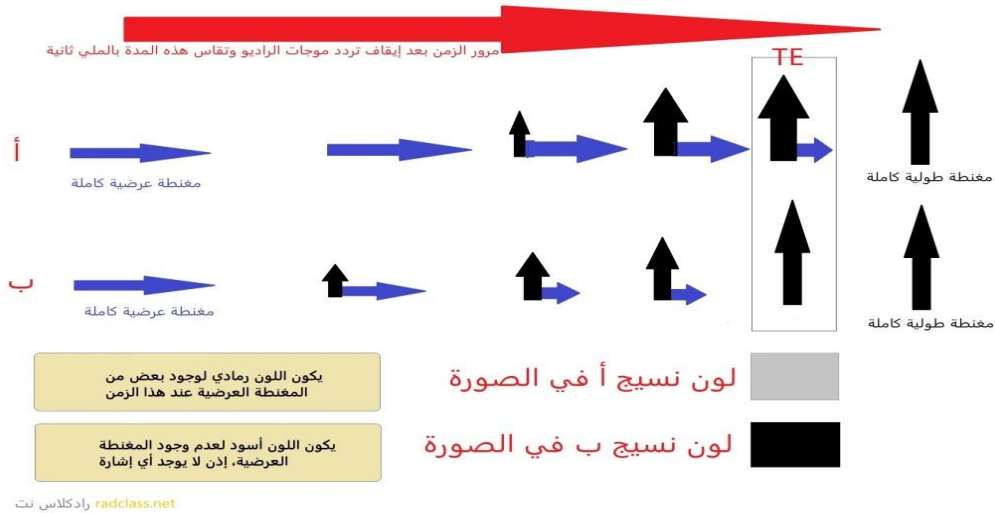 مرور الزمن بعد إيقاف تردد موجات الراديو وتقاس هذه المدة بالملي ثانية
TE
أ
مغنطة عرضية كاملة
مغنطة طولية كاملة
ب
مغنطة عرضية كاملة
مغنطة طولية كاملة
لون نسيج أ في الصورة
يكون اللون رمادي لوجود بعض من
المغنطة العرضية عند هذا الزمن
لون نسيج ب في الصورة
يكون اللون أسود لعدم وجود المغنطة
العرضية، إذن لا يوجد أي إشارة
رادكلاس نت radclass.net